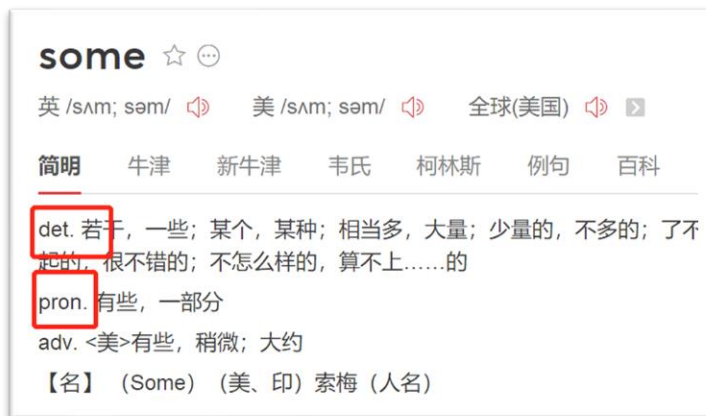 some
英 /sʌm; səm/ 美 /sʌm; səm/ 全球(美国)
简明 牛津 新牛津 韦氏 柯林斯 例句 百科
det. 若干，一些；某个，某种；相当多，大量；少量的，不多的；了不
起的，很不错的；不怎么样的，算不上……的
pron. 有些，一部分
adv. <美>有些，稍微；大约
【名】（Some）（美、印）索梅（人名）